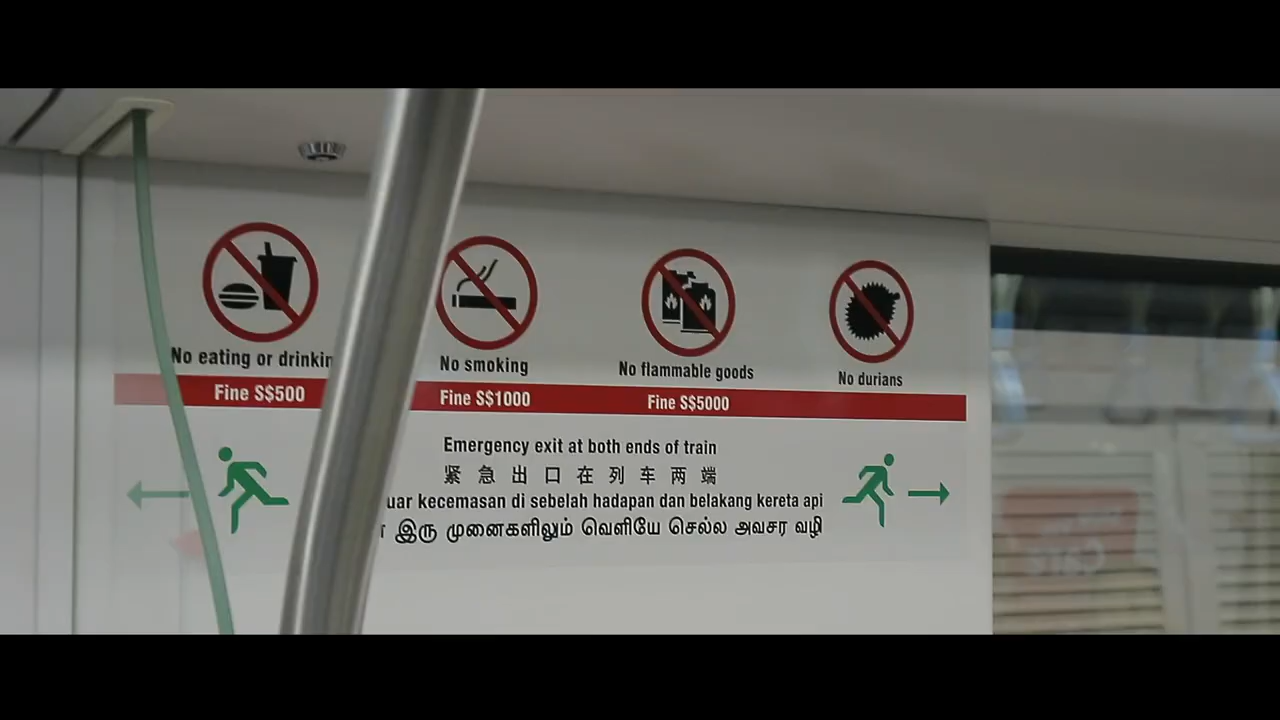 No eating or drinkin
No smoking
No flammable goods
No durians
Fine S$500
Fine S$1000
Fine S$5000
Emergency exit at both ends of train
紧急出口在列车两端
uar kecemasan di sebelah hadapan dan belakang kereta api
இரு முனைகளிலும் வெளியே செல்ல அவசர வழி